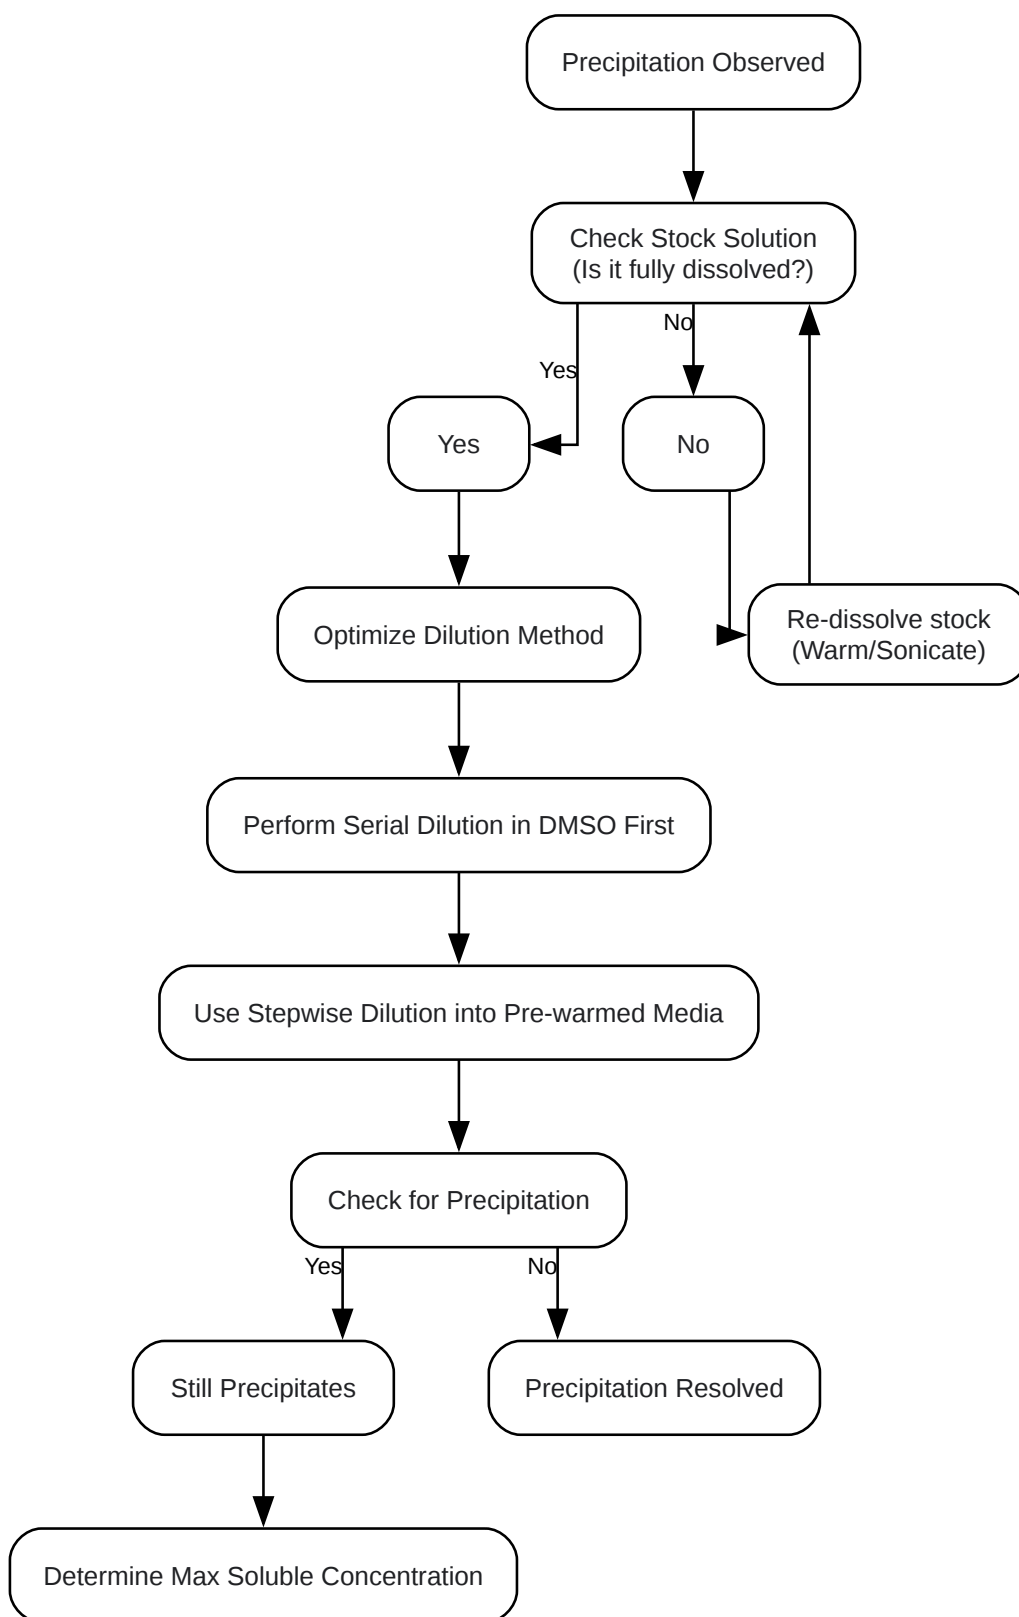 Precipitation Observed
Check Stock Solution
(Is it fully dissolved?)
No
Yes
Yes
No
Re-dissolve stock
(Warm/Sonicate)
Optimize Dilution Method
Perform Serial Dilution in DMSO First
Use Stepwise Dilution into Pre-warmed Media
Check for Precipitation
Yes
No
Still Precipitates
Precipitation Resolved
Determine Max Soluble Concentration